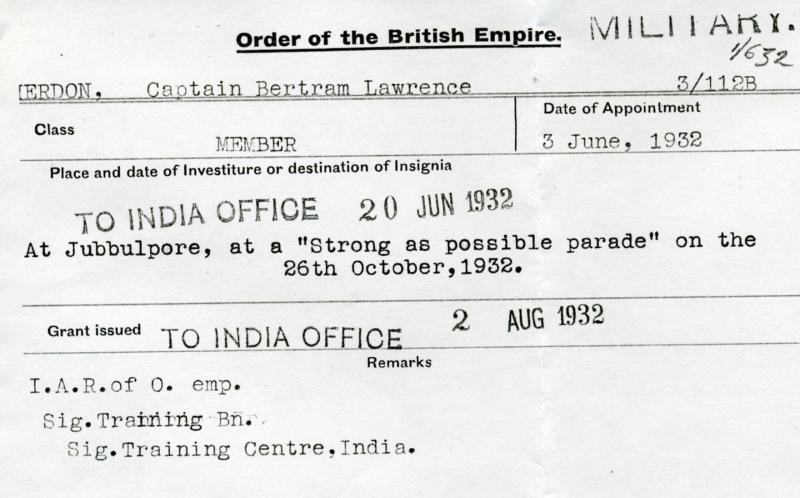 Order of the British Empire. MILITARY.
1/632
ERDON, Captain Bertram Lawrence 3/112B
Class
MEMBER
Date of Appointment
3 June, 1932
Place and date of Investiture or destination of Insignia
TO INDIA OFFICE 20 JUN 1932
At Jubbulpore, at a "Strong as possible parade" on the
26th October,1932.
Grant issued TO INDIA OFFICE 2 AUG 1932
Remarks
I.A.R.of O. emp.
Sig.Training Bn.
Sig.Training Centre,India.